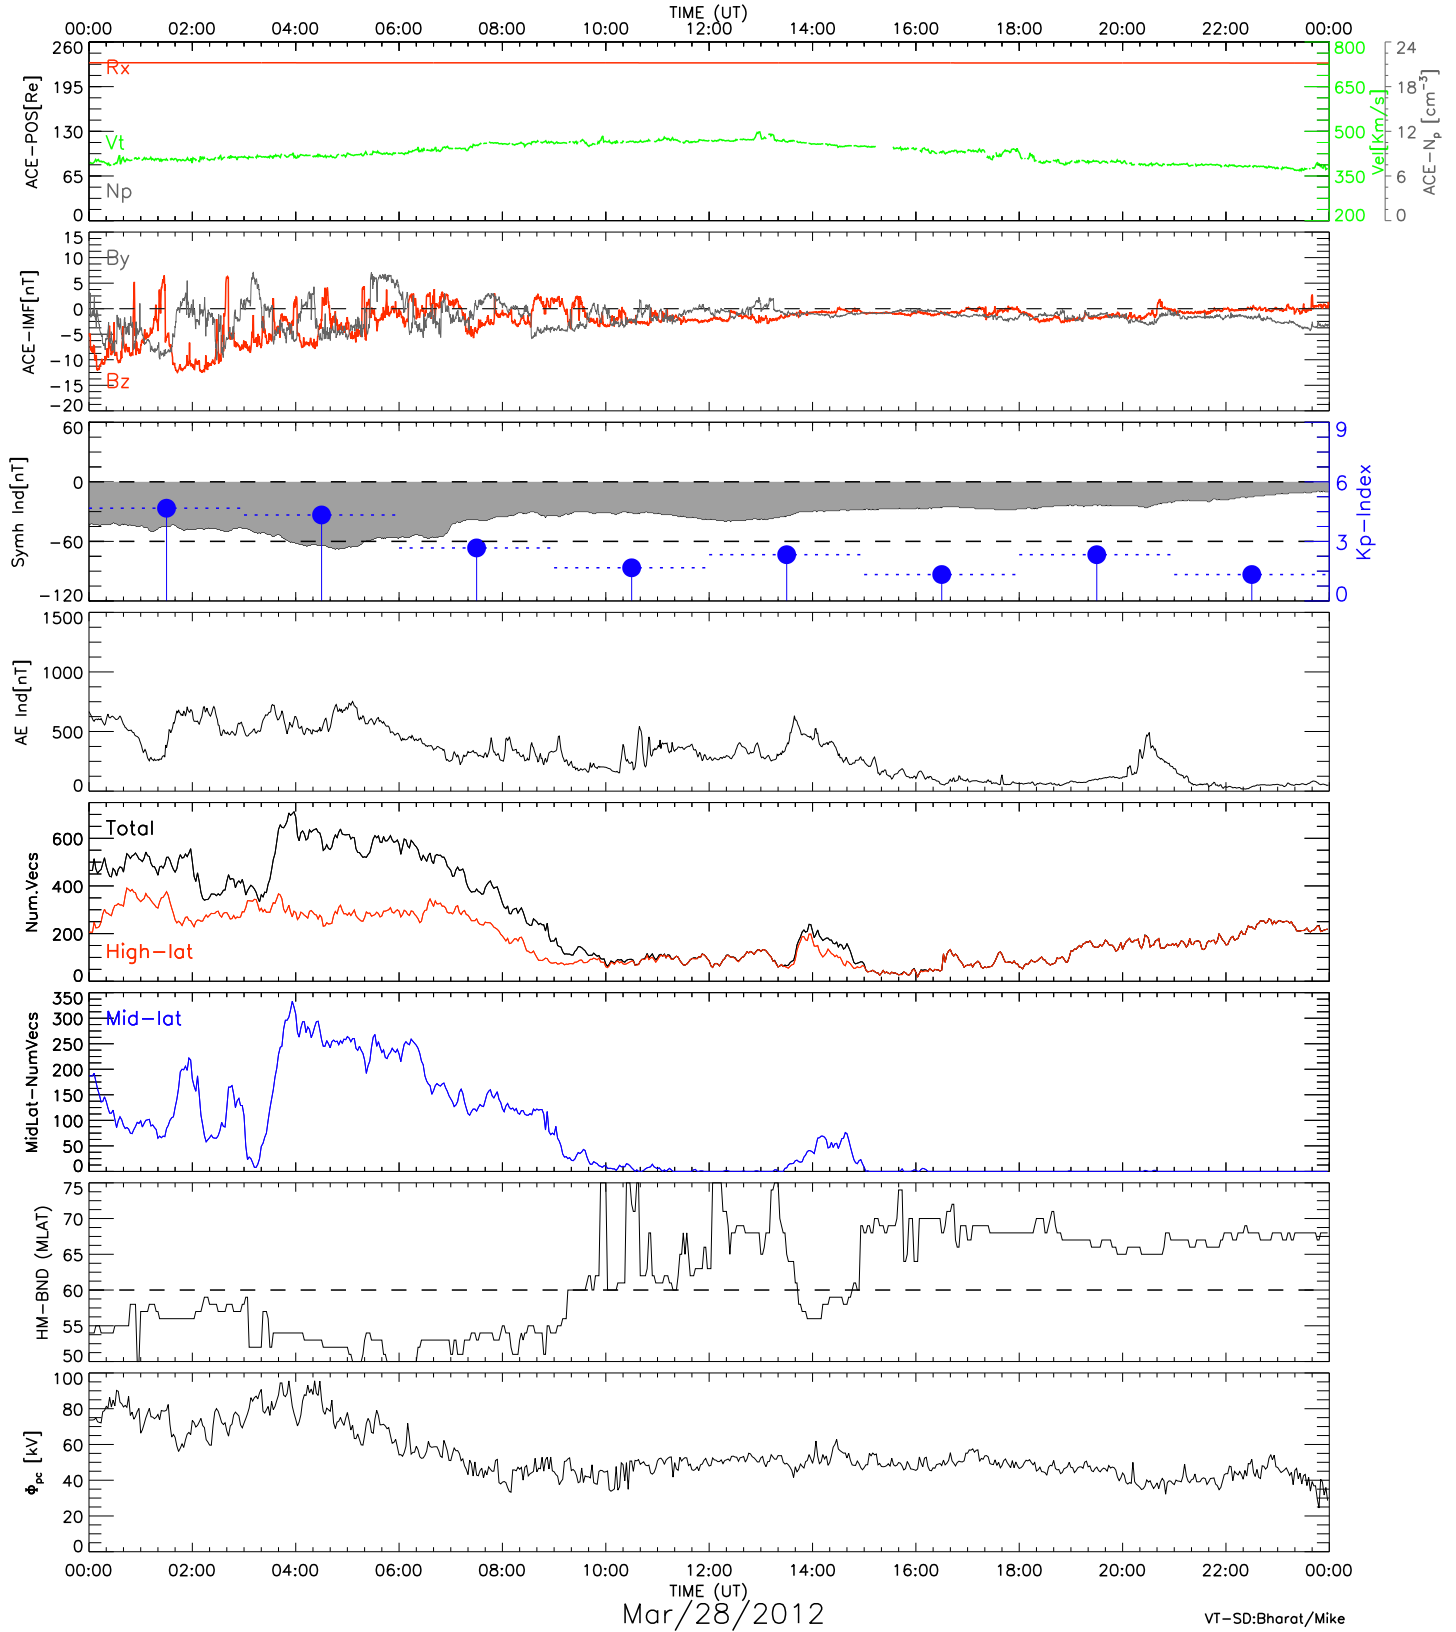 TIME (UT)
00:00 02:00 04:00 06:00 08:00 10:00 12:00 14:00 16:00 18:00 20:00 22:00 00:00
ACE-POS[Re]
260
195
130
65
0
Rx
Vt
Np
800
650
500
350
200
Vel[Km/s]
24
18
12
6
0
ACE-Np [cm-3]
ACE-IMF[nT]
15
10
5
0
-5
-10
-15
-20
By
Bz
Symh Ind[nT]
60
0
-60
-120
9
6
3
0
Kp-Index
AE Ind[nT]
1500
1000
500
0
Num.Vecs
600
400
200
0
Total
High-lat
MidLat-NumVecs
350
300
250
200
150
100
50
0
Mid-lat
HM-BND (MLAT)
75
70
65
60
55
50
Φpc [kV]
100
80
60
40
20
0
00:00 02:00 04:00 06:00 08:00 10:00 12:00 14:00 16:00 18:00 20:00 22:00 00:00
TIME (UT)
Mar/28/2012
VT-SD:Bharat/Mike